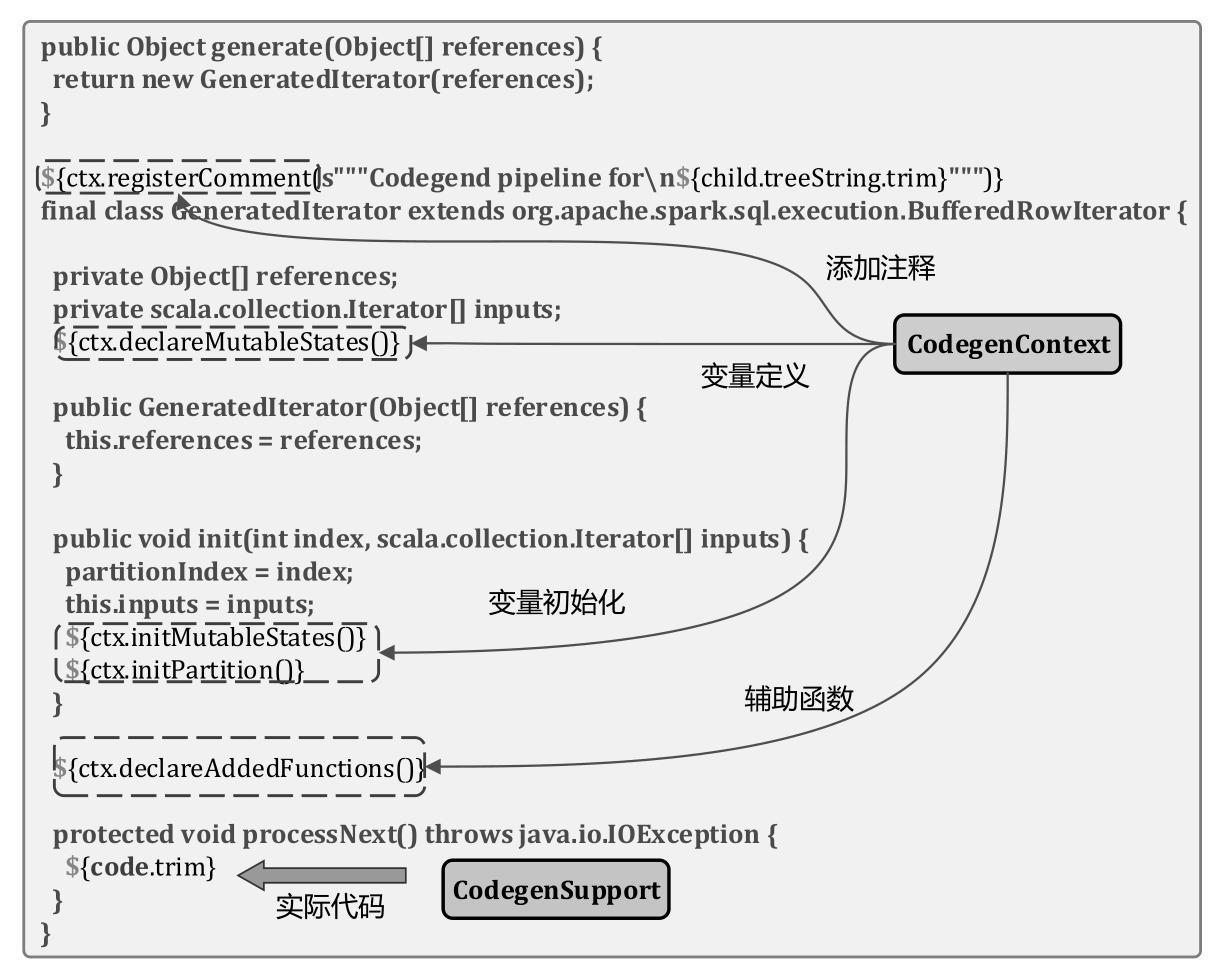 public Object generate(Object[] references) {
return new GeneratedIterator(references);
}
${ctx.registerComment(s"""Codegend pipeline for\n${child.treeString.trim}""")}
final class GeneratedIterator extends org.apache.spark.sql.execution.BufferedRowIterator {
添加注释
private Object[] references;
private scala.collection.Iterator[] inputs;
${ctx.declareMutableStates()}
CodegenContext
变量定义
public GeneratedIterator(Object[] references) {
this.references = references;
}
public void init(int index, scala.collection.Iterator[] inputs) {
partitionIndex = index;
this.inputs = inputs;
变量初始化
${ctx.initMutableStates()}
${ctx.initPartition()}
}
辅助函数
${ctx.declareAddedFunctions()}
protected void processNext() throws java.io.IOException {
${code.trim}
CodegenSupport
实际代码
}
}